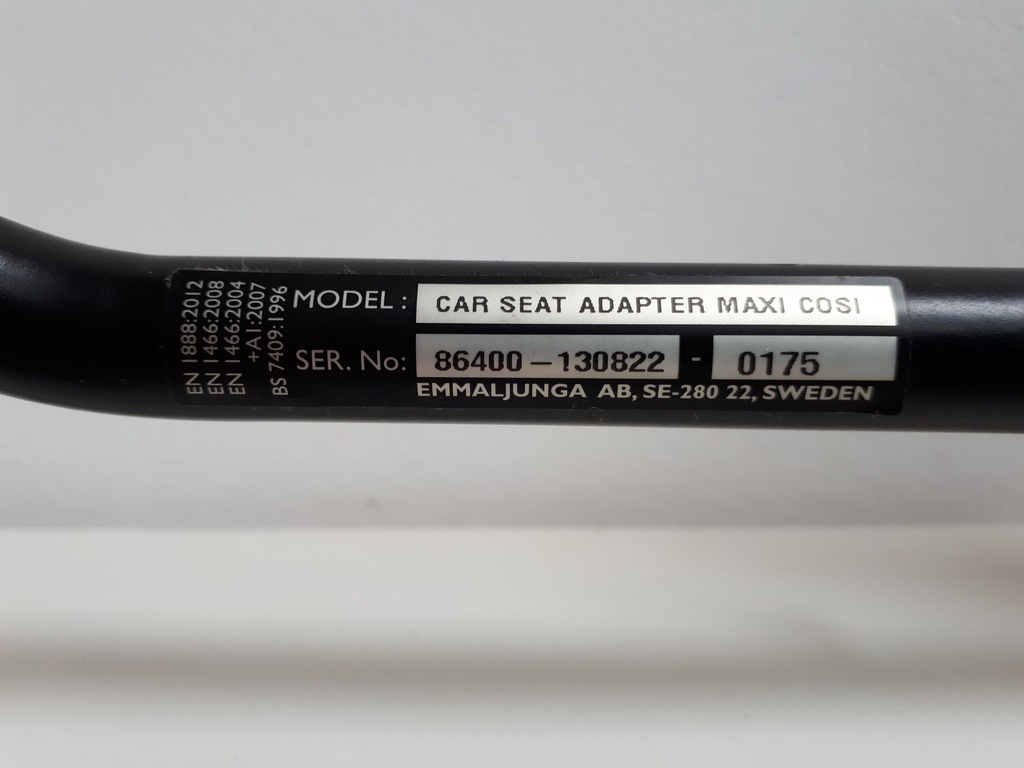 EN 1888:2012
EN 1466:2008
EN 1466:2004
+A1:2007
BS 7409:1996
MODEL: CAR SEAT ADAPTER MAXI COSI
SER. No: 86400-130822 - 0175
EMMALJUNGA AB, SE-280 22, SWEDEN